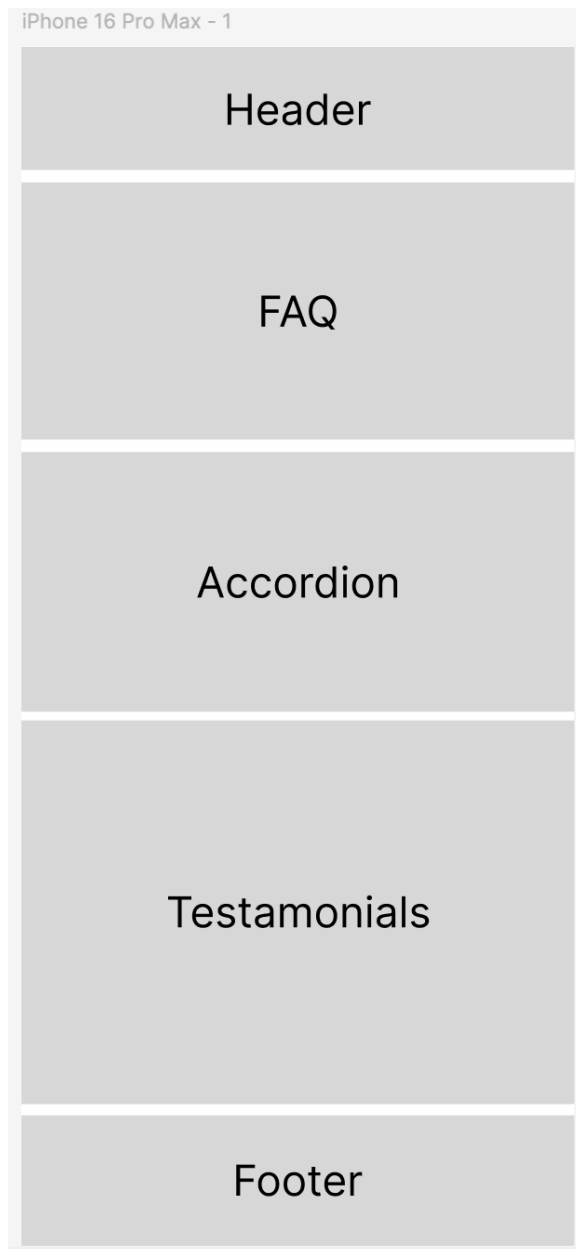 iPhone 16 Pro Max - 1
Header
FAQ
Accordion
Testamonials
Footer